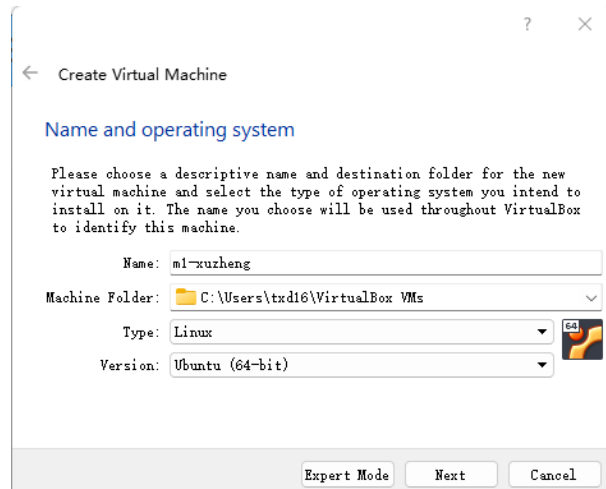 ?
Create Virtual Machine
Name and operating system
Please choose a descriptive name and destination folder for the new
virtual machine and select the type of operating system you intend to
install on it. The name you choose will be used throughout VirtualBox
to identify this machine.
Name: m1-xuzheng
Machine Folder: C:\Users\txd16\VirtualBox VMs
Type: Linux
64
Version: Ubuntu (64-bit)
Expert Mode Next Cancel